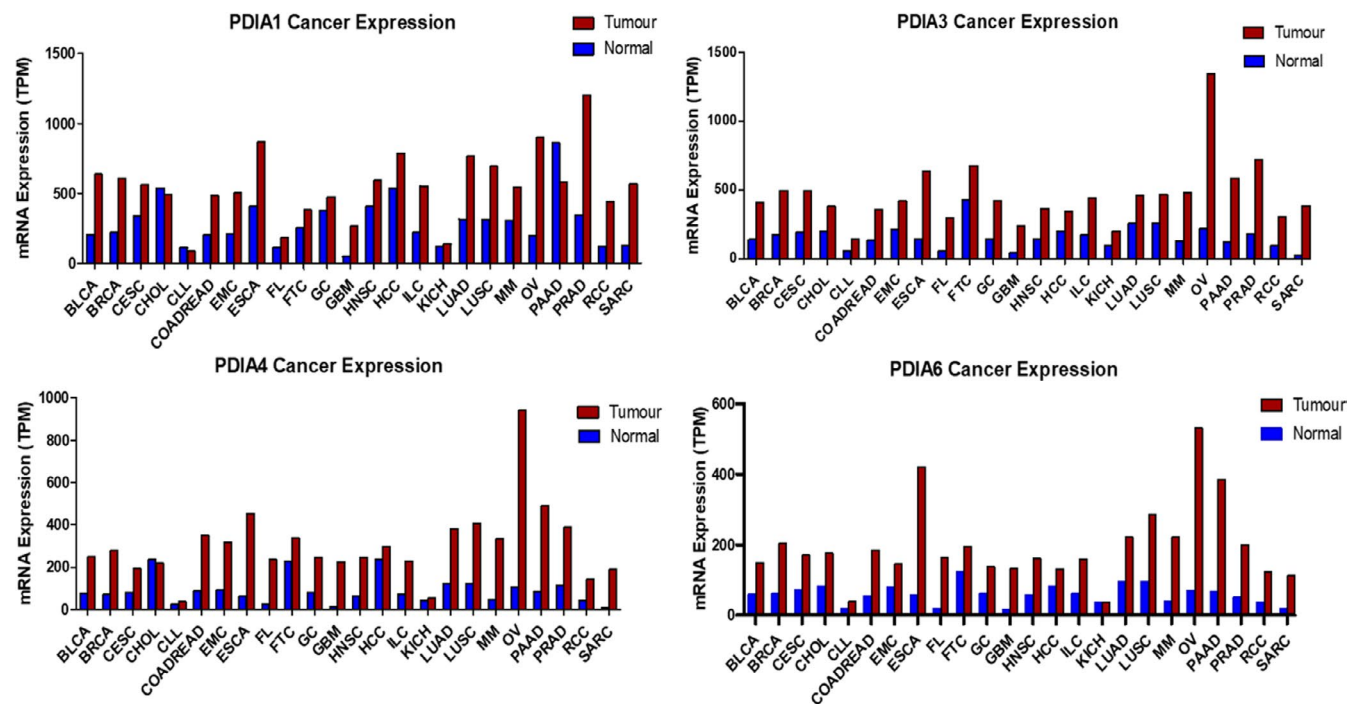 PDIA1 Cancer Expression
Tumour
Normal
mRNA Expression (TPM)
1500
1000
500
0
BLCA
BRCA
CESC
CHOL
CLL
COADREAD
EMC
ESCA
FL
FTC
GC
GBM
HNSC
HCC
ILC
KICH
LUAD
LUSC
MM
OV
PAAD
PRAD
RCC
SARC
PDIA3 Cancer Expression
Tumour
Normal
mRNA Expression (TPM)
1500
1000
500
0
BLCA
BRCA
CESC
CHOL
CLL
COADREAD
EMC
ESCA
FL
FTC
GC
GBM
HNSC
HCC
ILC
KICH
LUAD
LUSC
MM
OV
PAAD
PRAD
RCC
SARC
PDIA4 Cancer Expression
Tumour
Normal
mRNA Expression (TPM)
1000
800
600
400
200
0
BLCA
BRCA
CESC
CHOL
CLL
COADREAD
EMC
ESCA
FL
FTC
GC
GBM
HNSC
HCC
ILC
KICH
LUAD
LUSC
MM
OV
PAAD
PRAD
RCC
SARC
PDIA6 Cancer Expression
Tumour
Normal
mRNA Expression (TPM)
600
400
200
0
BLCA
BRCA
CESC
CHOL
CLL
COADREAD
EMC
ESCA
FL
FTC
GC
GBM
HNSC
HCC
ILC
KICH
LUAD
LUSC
MM
OV
PAAD
PRAD
RCC
SARC